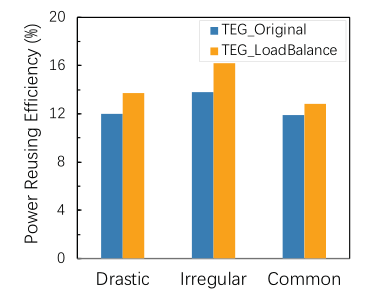 TEG_Original
TEG_LoadBalance
Power Reusing Efficiency (%)
20
16
12
8
4
0
Drastic Irregular Common